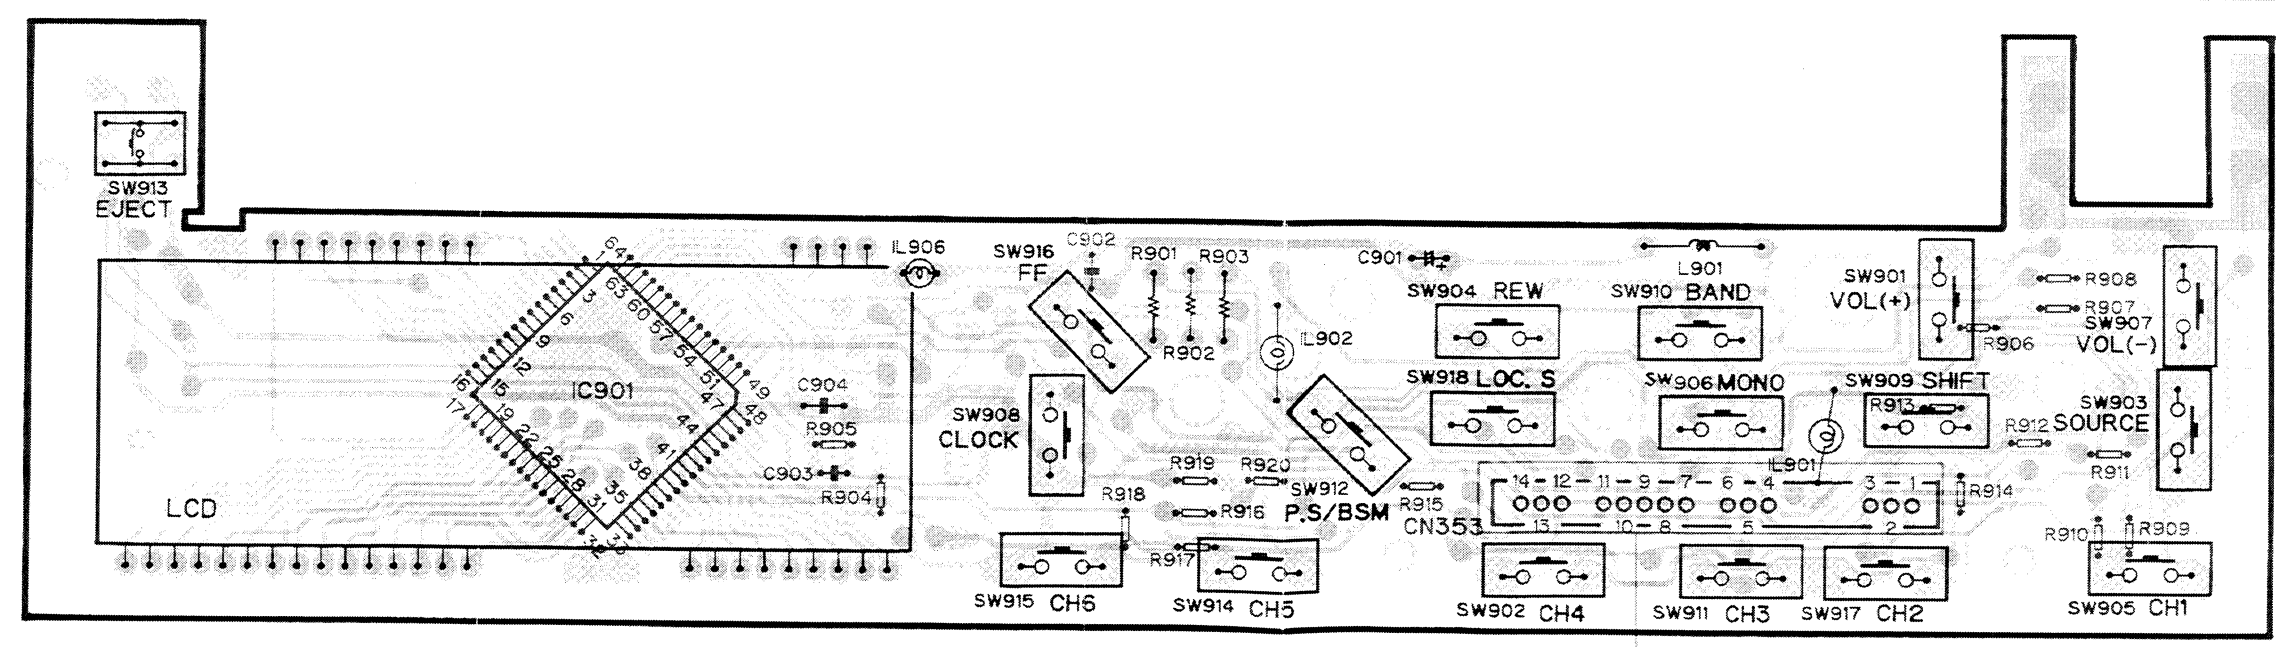 SW913
EJECT
IL906
SW916
FF
C902
R901
R903
R902
IL902
C901
SW904 REW
L901
SW910 BAND
SW901
VOL(+)
R908
R907
SW907
VOL(-)
R906
64
1
3
6
9
12
15
16
17
19
22
25
28
31
32
33
35
38
41
44
47
48
49
51
54
57
60
63
IC901
C904
R905
C903
R904
LCD
SW908
CLOCK
SW918 LOC. S
SW906 MONO
SW909 SHIFT
R913
SW903
SOURCE
R912
R911
R919
R920
R918
R916
R917
SW912
P.S/BSM
R915
CN353
IL901
14 12 11 9 7 6 4 3 1
13 10 8 5 2
R914
R910
R909
SW915 CH6
SW914 CH5
SW902 CH4
SW911 CH3
SW917 CH2
SW905 CH1